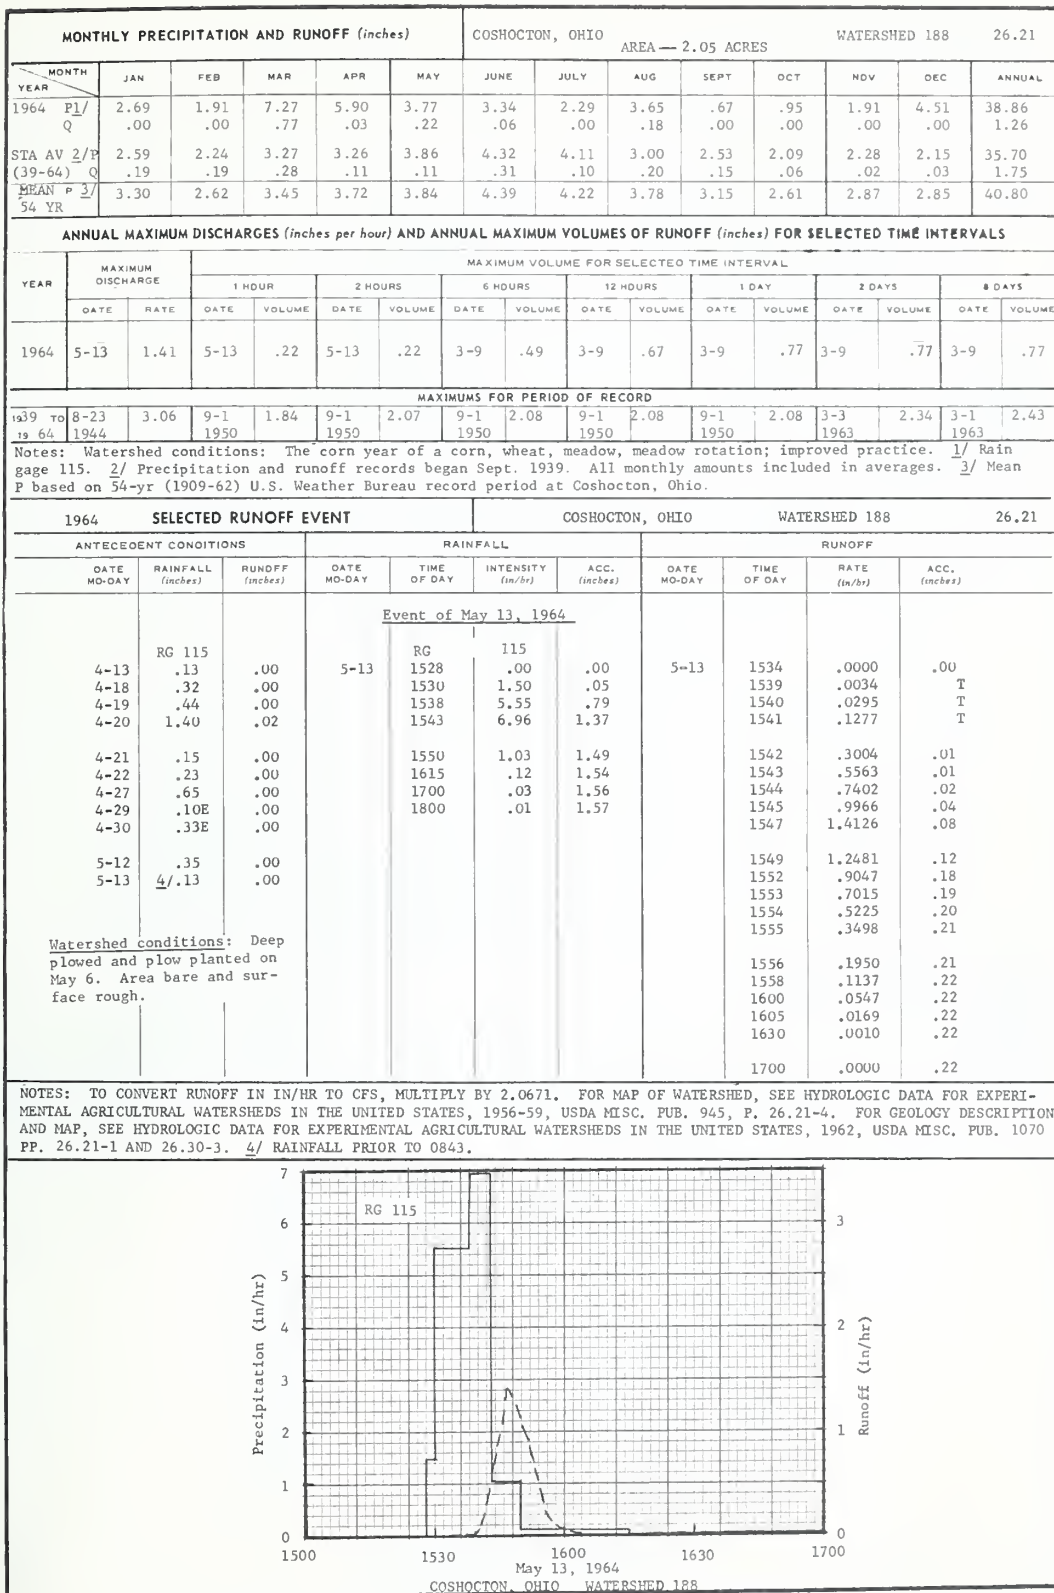 MONTHLY PRECIPITATION AND RUNOFF (inches) COSHOCTON, OHIO AREA — 2.05 ACRES WATERSHED 188 26.21
MONTH YEAR JAN FEB MAR APR MAY JUNE JULY AUG SEPT OCT NOV DEC ANNUAL
1964 P1/ 2.69 1.91 7.27 5.90 3.77 3.34 2.29 3.65 .67 .95 1.91 4.51 38.86
Q .00 .00 .77 .03 .22 .06 .00 .18 .00 .00 .00 .00 1.26
STA AV 2/P 2.59 2.24 3.27 3.26 3.86 4.32 4.11 3.00 2.53 2.09 2.28 2.15 35.70
(39-64) Q .19 .19 .28 .11 .11 .31 .10 .20 .15 .06 .02 .03 1.75
MEAN P 3/ 3.30 2.62 3.45 3.72 3.84 4.39 4.22 3.78 3.15 2.61 2.87 2.85 40.80
54 YR
ANNUAL MAXIMUM DISCHARGES (inches per hour) AND ANNUAL MAXIMUM VOLUMES OF RUNOFF (inches) FOR SELECTED TIME INTERVALS
YEAR MAXIMUM DISCHARGE MAXIMUM VOLUME FOR SELECTED TIME INTERVAL
1 HOUR 2 HOURS 6 HOURS 12 HOURS 1 DAY 2 DAYS 8 DAYS
DATE RATE DATE VOLUME DATE VOLUME DATE VOLUME DATE VOLUME DATE VOLUME DATE VOLUME DATE VOLUME
1964 5-13 1.41 5-13 .22 5-13 .22 3-9 .49 3-9 .67 3-9 .77 3-9 .77 3-9 .77
MAXIMUMS FOR PERIOD OF RECORD
1939 TO 8-23 3.06 9-1 1.84 9-1 2.07 9-1 2.08 9-1 2.08 9-1 2.08 3-3 2.34 3-1 2.43
19 64 1944 1950 1950 1950 1950 1950 1963 1963
Notes: Watershed conditions: The corn year of a corn, wheat, meadow, meadow rotation; improved practice. 1/ Rain
gage 115. 2/ Precipitation and runoff records began Sept. 1939. All monthly amounts included in averages. 3/ Mean
P based on 54-yr (1909-62) U.S. Weather Bureau record period at Coshocton, Ohio.
1964 SELECTED RUNOFF EVENT COSHOCTON, OHIO WATERSHED 188 26.21
ANTECEDENT CONDITIONS RAINFALL RUNOFF
DATE MO-DAY RAINFALL (inches) RUNOFF (inches) DATE MO-DAY TIME OF DAY INTENSITY (in/hr) ACC. (inches) DATE MO-DAY TIME OF DAY RATE (in/hr) ACC. (inches)
Event of May 13, 1964
RG 115 RG 115
4-13 .13 .00 5-13 1528 .00 .00 5-13 1534 .0000 .00
4-18 .32 .00 1530 1.50 .05 1539 .0034 T
4-19 .44 .00 1538 5.55 .79 1540 .0295 T
4-20 1.40 .02 1543 6.96 1.37 1541 .1277 T
4-21 .15 .00 1550 1.03 1.49 1542 .3004 .01
4-22 .23 .00 1615 .12 1.54 1543 .5563 .01
4-27 .65 .00 1700 .03 1.56 1544 .7402 .02
4-29 .10E .00 1800 .01 1.57 1545 .9966 .04
4-30 .33E .00 1547 1.4126 .08
5-12 .35 .00 1549 1.2481 .12
5-13 4/.13 .00 1552 .9047 .18
1553 .7015 .19
1554 .5225 .20
1555 .3498 .21
Watershed conditions: Deep
plowed and plow planted on
May 6. Area bare and sur-
face rough.
1556 .1950 .21
1558 .1137 .22
1600 .0547 .22
1605 .0169 .22
1630 .0010 .22
1700 .0000 .22
NOTES: TO CONVERT RUNOFF IN IN/HR TO CFS, MULTIPLY BY 2.0671. FOR MAP OF WATERSHED, SEE HYDROLOGIC DATA FOR EXPERI-
MENTAL AGRICULTURAL WATERSHEDS IN THE UNITED STATES, 1956-59, USDA MISC. PUB. 945, P. 26.21-4. FOR GEOLOGY DESCRIPTION
AND MAP, SEE HYDROLOGIC DATA FOR EXPERIMENTAL AGRICULTURAL WATERSHEDS IN THE UNITED STATES, 1962, USDA MISC. PUB. 1070
PP. 26.21-1 AND 26.30-3. 4/ RAINFALL PRIOR TO 0843.
RG 115
7
6
5
4
3
2
1
0
Precipitation (in/hr)
3
2
1
0
Runoff (in/hr)
1500 1530 1600 1630 1700
May 13, 1964
COSHOCTON, OHIO WATERSHED 188